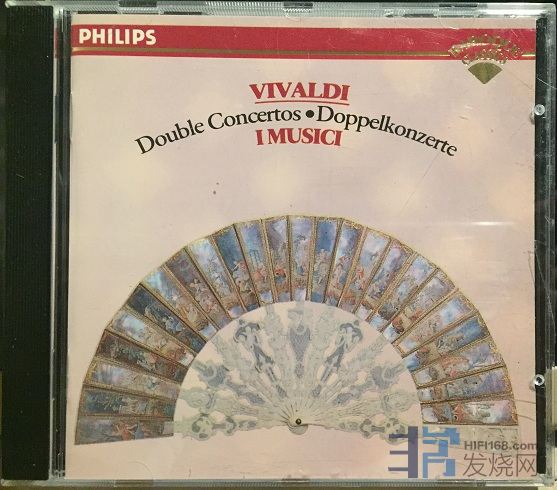 PHILIPS
VIVALDI
Double Concertos • Doppelkonzerte
I MUSICI
HIFI168.com
发烧网